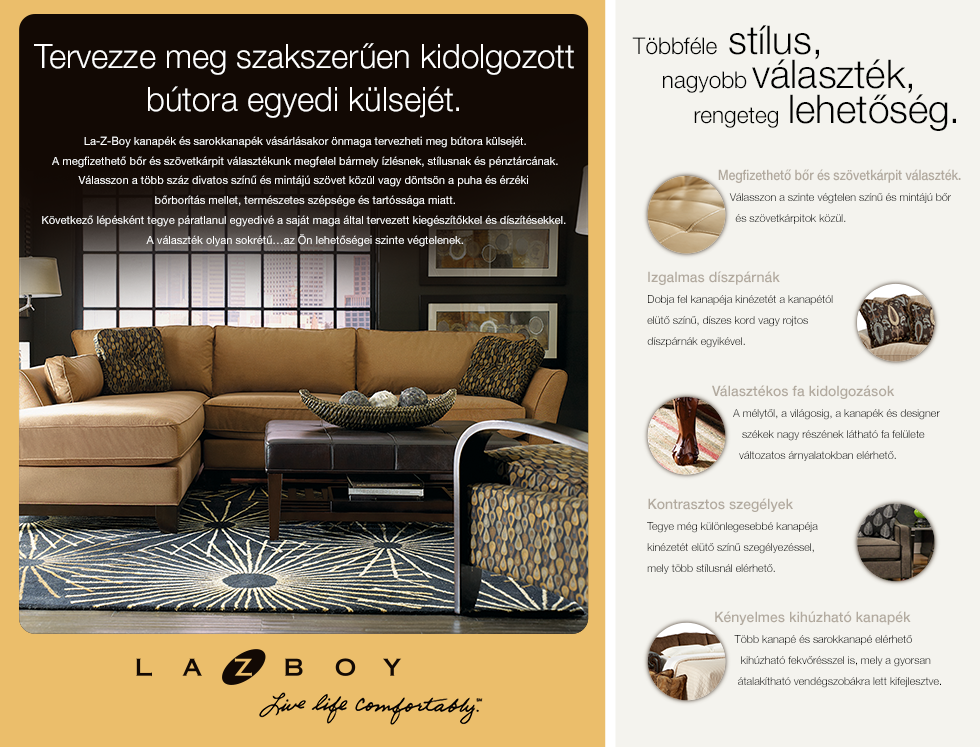 Tervezze meg szakszerűen kidolgozott
bútora egyedi külsejét.
La-Z-Boy kanapék és sarokkanapék vásárlásakor önmaga tervezheti meg bútora külsejét.
A megfizethető bőr és szövetkárpit választékunk megfelel bármely ízlésnek, stílusnak és pénztárcának.
Válasszon a több száz divatos színű és mintájú szövet közül vagy döntsön a puha és érzéki
bőrborítás mellet, természetes szépsége és tartóssága miatt.
Következő lépésként tegye páratlanul egyedivé a saját maga által tervezett kiegészítőkkel és díszítésekkel.
A választék olyan sokrétű…az Ön lehetőségei szinte végtelenek.
LA Z BOY
Live life comfortably.™
Többféle stílus,
nagyobb választék,
rengeteg lehetőség.
Megfizethető bőr és szövetkárpit választék.
Válasszon a szinte végtelen színű és mintájú bőr
és szövetkárpitok közül.
Izgalmas díszpárnák
Dobja fel kanapéja kinézetét a kanapétól
elütő színű, díszes kord vagy rojtos
díszpárnák egyikével.
Választékos fa kidolgozások
A mélytől, a világosig, a kanapék és designer
székek nagy részének látható fa felülete
változatos árnyalatokban elérhető.
Kontrasztos szegélyek
Tegye még különlegesebbé kanapéja
kinézetét elütő színű szegélyezéssel,
mely több stílusnál elérhető.
Kényelmes kihúzható kanapék
Több kanapé és sarokkanapé elérhető
kihúzható fekvőrésszel is, mely a gyorsan
átalakítható vendégszobákra lett kifejlesztve.